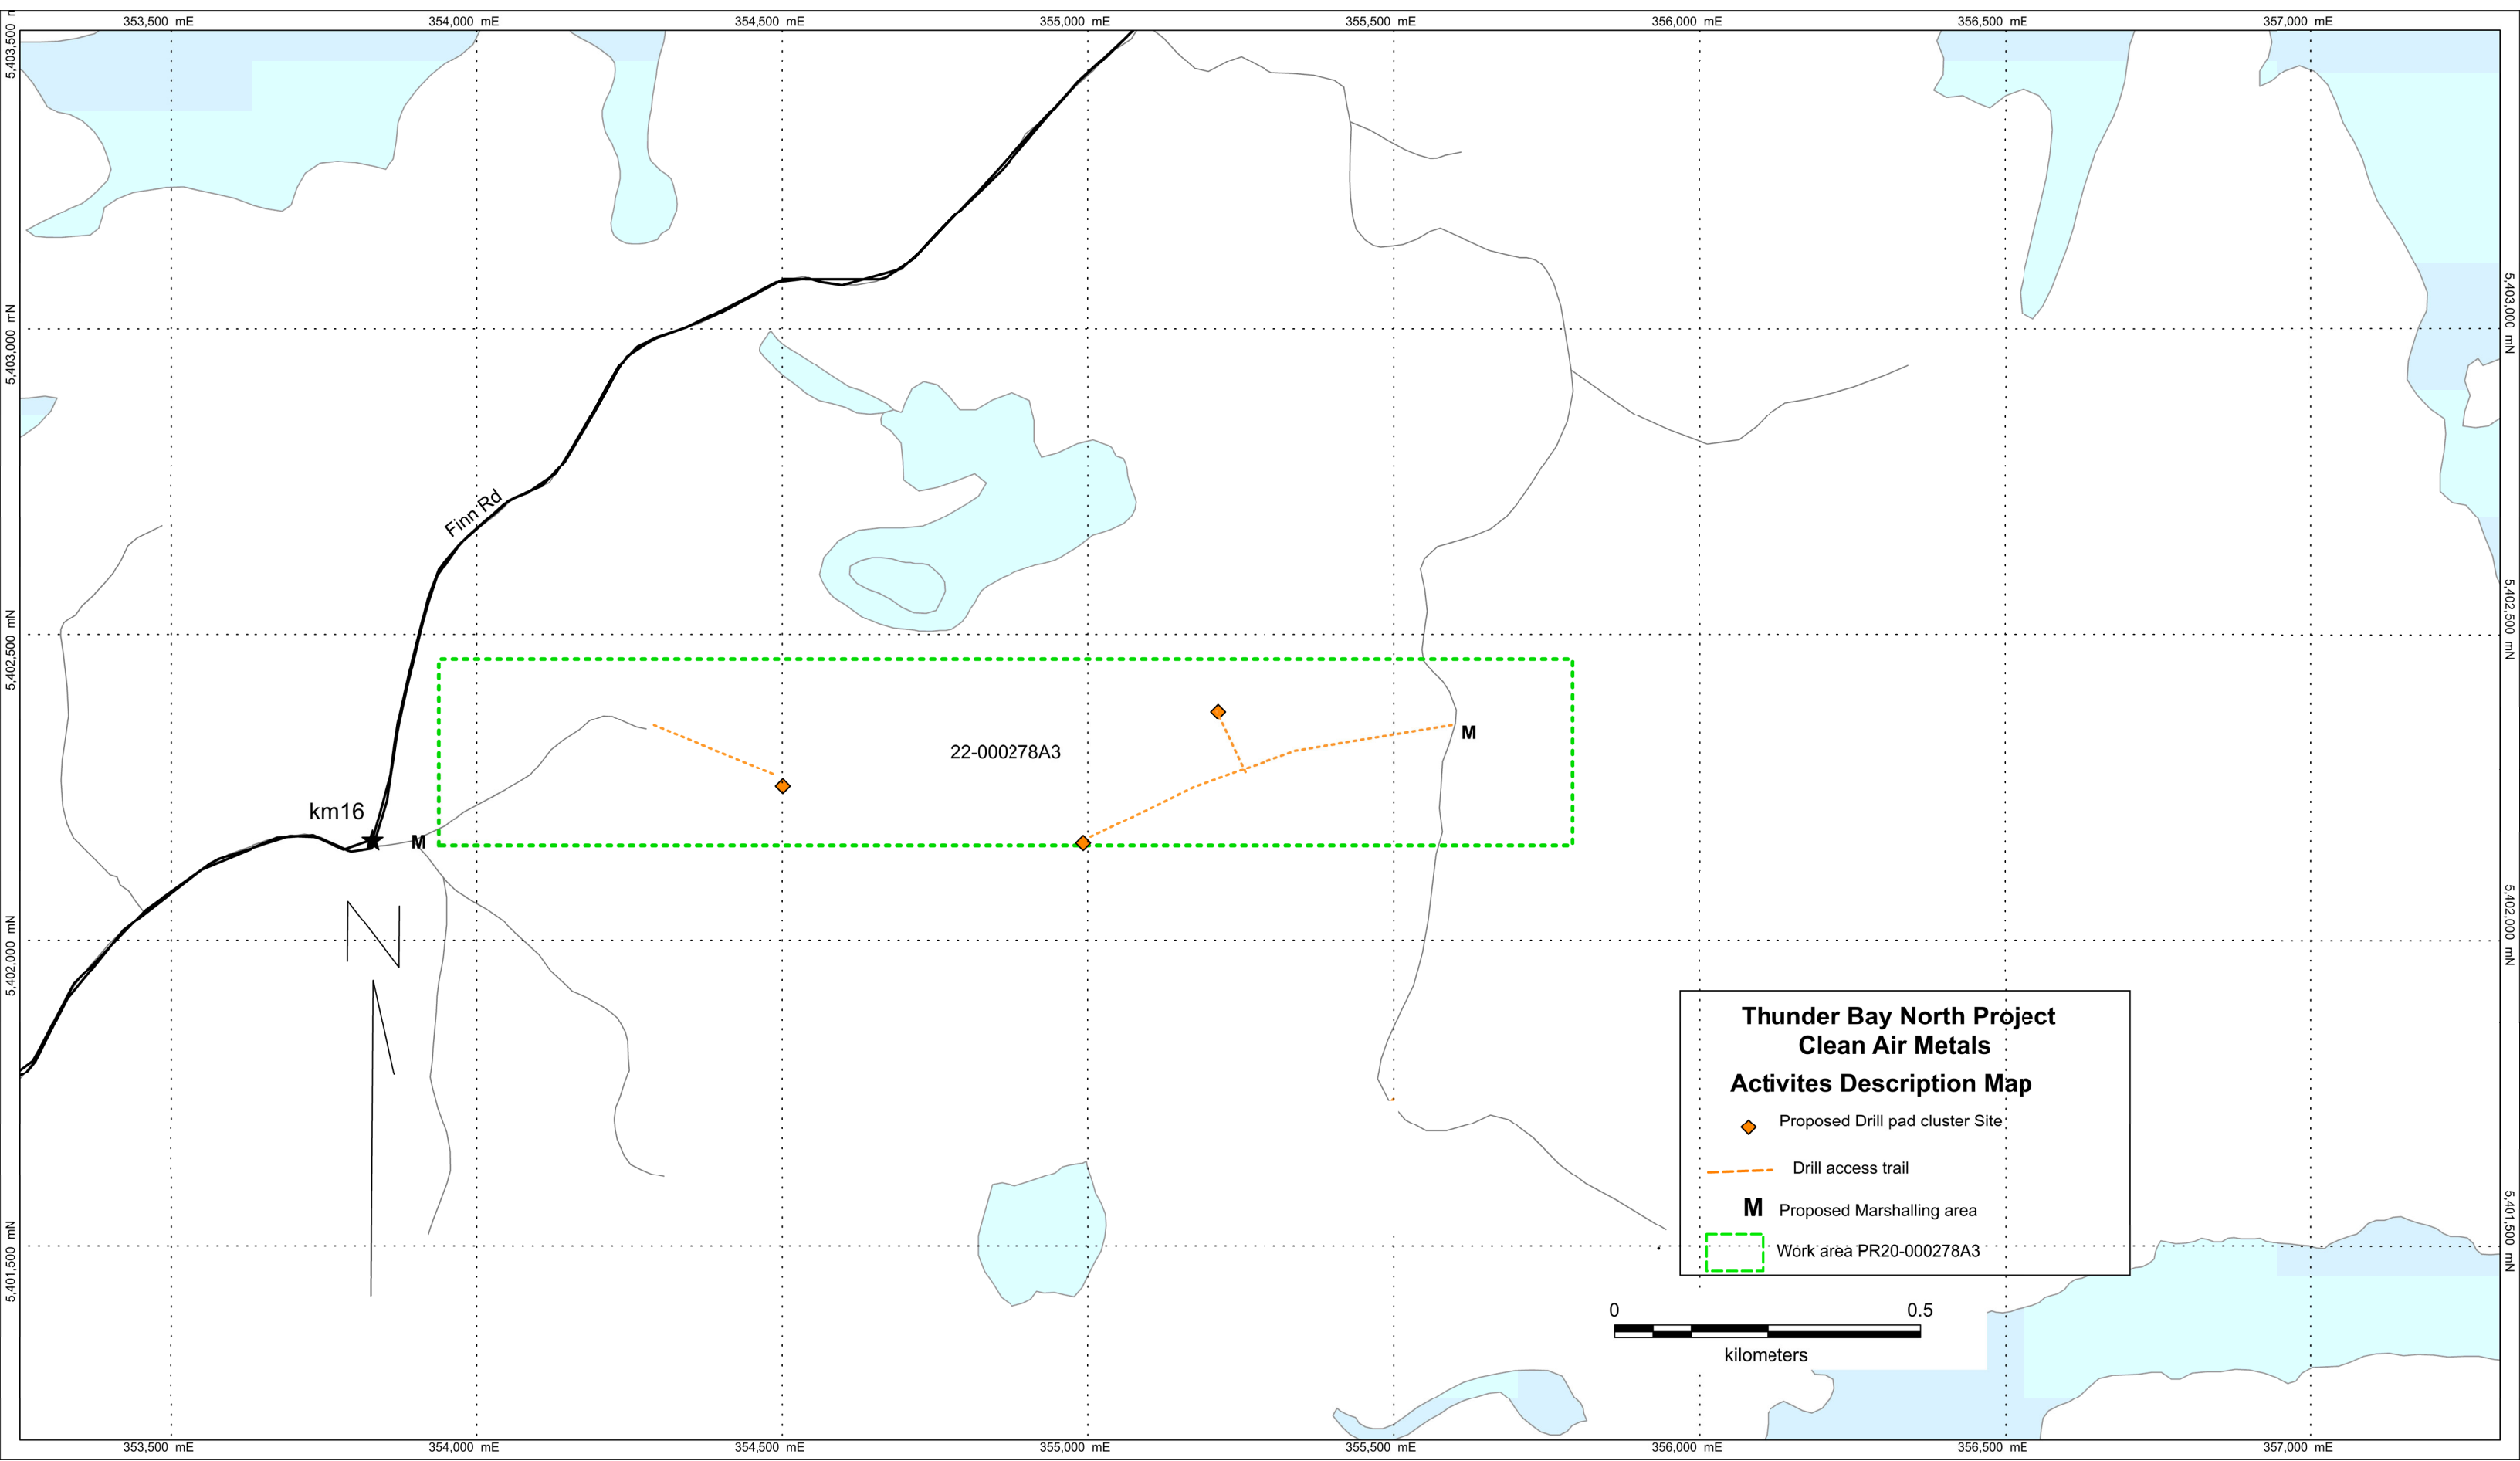 353,500 mE
354,000 mE
354,500 mE
355,000 mE
355,500 mE
356,000 mE
356,500 mE
357,000 mE
5,403,500
5,403,000 mN
5,403,000 mN
Finn Rd
5,402,500 mN
5,402,500 mN
22-000278A3
M
km16
M
5,402,000 mN
5,402,000 mN
N
Thunder Bay North Project
Clean Air Metals
Activites Description Map
Proposed Drill pad cluster Site
Drill access trail
M Proposed Marshalling area
Work area PR20-000278A3
5,401,500 mN
5,401,500 mN
0 0.5
kilometers
353,500 mE
354,000 mE
354,500 mE
355,000 mE
355,500 mE
356,000 mE
356,500 mE
357,000 mE